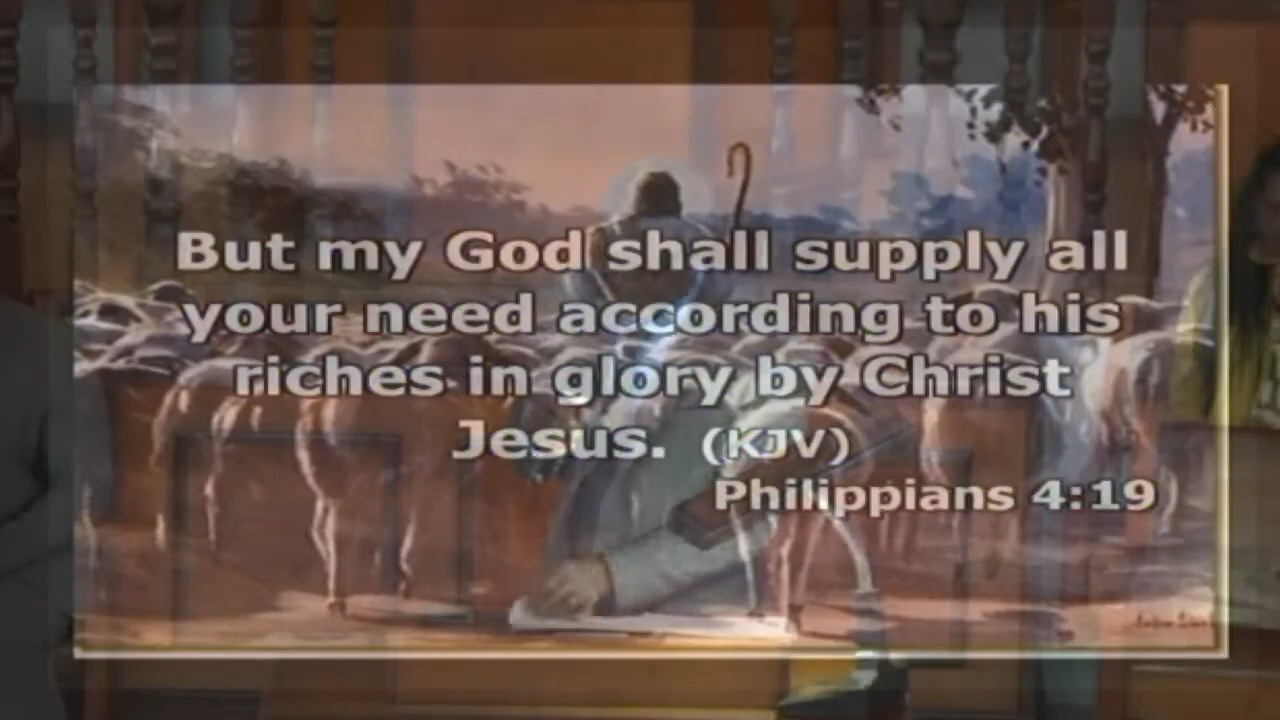 But my God shall supply all
your need according to his
riches in glory by Christ
Jesus. (KJV)
Philippians 4:19